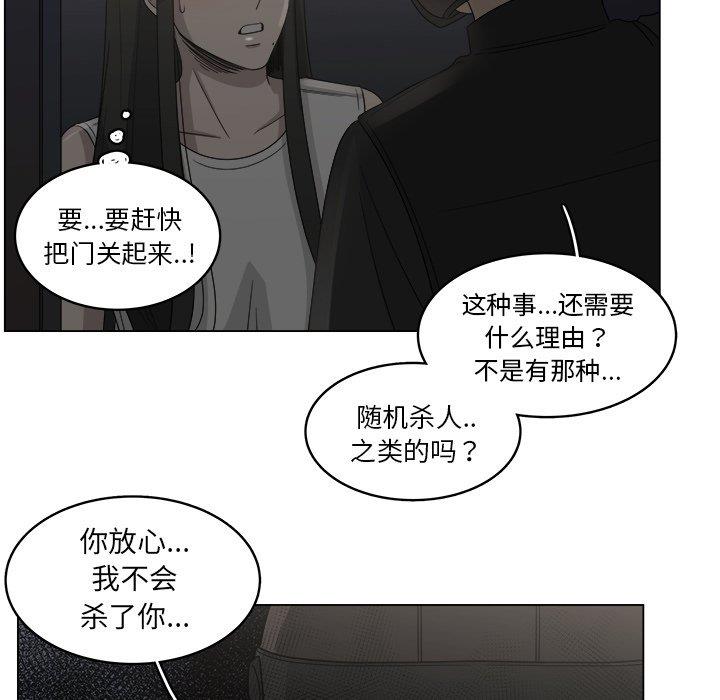 要...要赶快
把门关起来..!
这种事...还需要
什么理由？
不是有那种...
随机杀人..
之类的吗？
你放心...
我不会
杀了你...